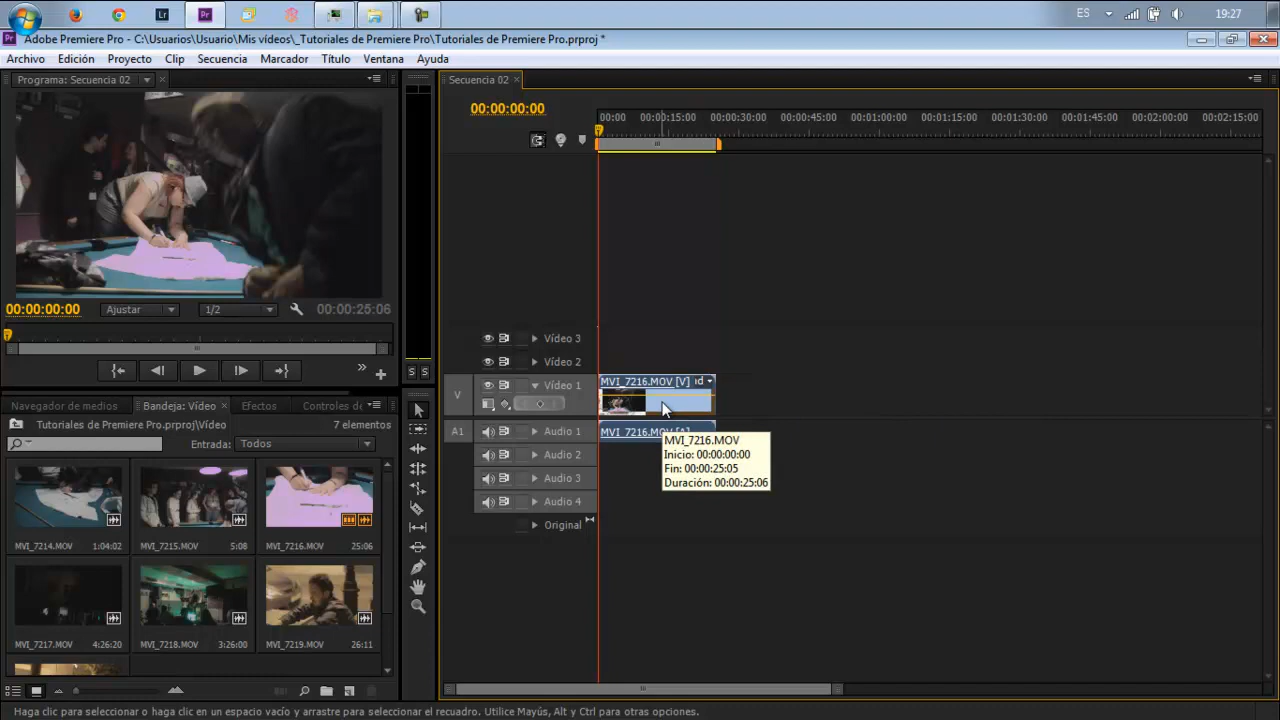 Lr
Pr
ES
19:27
Pr
Adobe Premiere Pro - C:\Usuarios\Usuario\Mis vídeos\_Tutoriales de Premiere Pro\Tutoriales de Premiere Pro.prproj *
Archivo Edición Proyecto Clip Secuencia Marcador Título Ventana Ayuda
Programa: Secuencia 02
Secuencia 02
00:00:00:00
00:00 00:00:15:00 00:00:30:00 00:00:45:00 00:01:00:00 00:01:15:00 00:01:30:00 00:01:45:00 00:02:00:00 00:02:15:00
00:00:00:00 Ajustar 1/2 00:00:25:06
S S
Vídeo 3
Vídeo 2
V Vídeo 1
MVI_7216.MOV [V]
A1 Audio 1
MVI_7216.MOV [A]
Audio 2
Audio 3
Audio 4
Original
MVI_7216.MOV
Inicio: 00:00:00:00
Fin: 00:00:25:05
Duración: 00:00:25:06
Navegador de medios Bandeja: Vídeo Efectos Controles de
Tutoriales de Premiere Pro.prproj\Vídeo 7 elementos
Entrada: Todos
MVI_7214.MOV 1:04:02 MVI_7215.MOV 5:08 MVI_7216.MOV 25:06
MVI_7217.MOV 4:26:20 MVI_7218.MOV 3:26:00 MVI_7219.MOV 26:11
Haga clic para seleccionar o haga clic en un espacio vacío y arrastre para seleccionar el recuadro. Utilice Mayús, Alt y Ctrl para otras opciones.